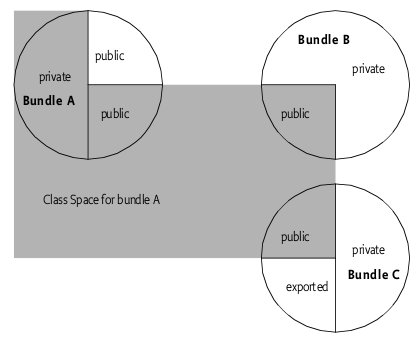 public
private
Bundle A
public
Bundle B
private
public
Class Space for bundle A
public
private
Bundle C
exported